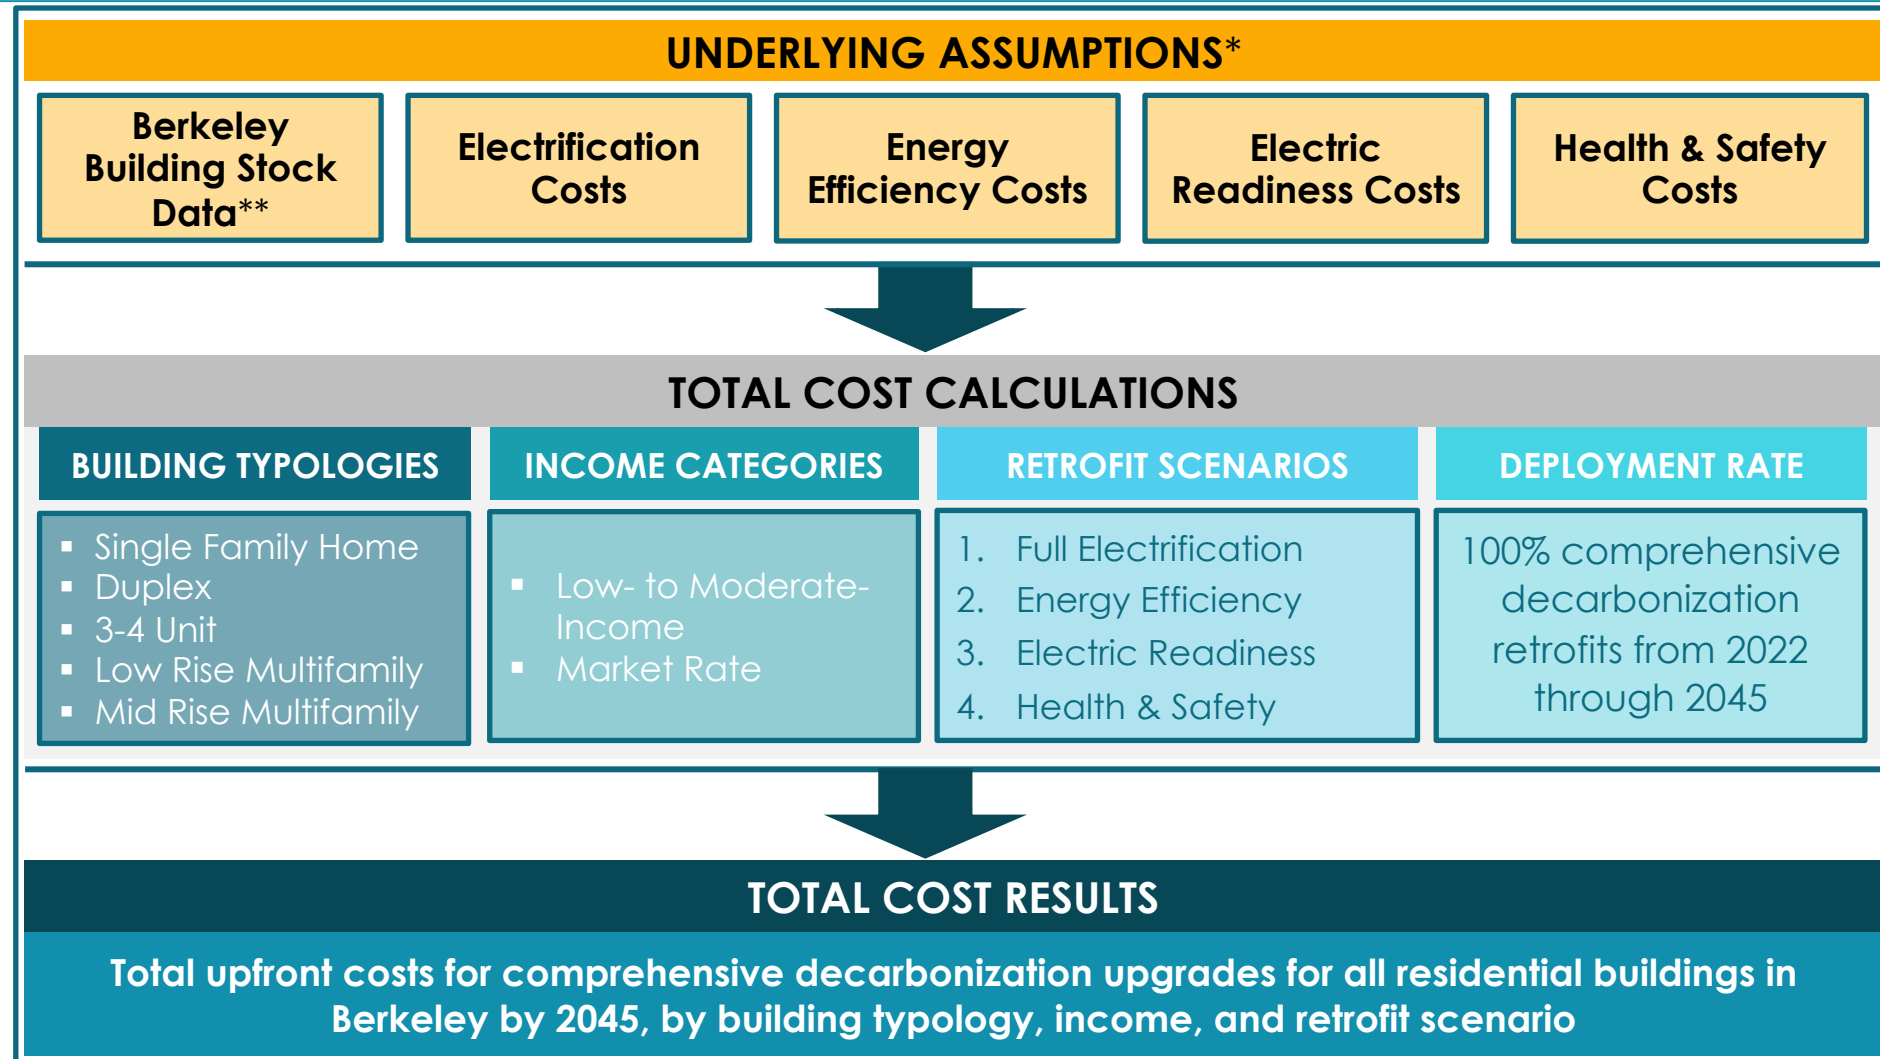 UNDERLYING ASSUMPTIONS*
Berkeley
Building Stock
Data**
Electrification
Costs
Energy
Efficiency Costs
Electric
Readiness Costs
Health & Safety
Costs
TOTAL COST CALCULATIONS
BUILDING TYPOLOGIES
▪ Single Family Home
▪ Duplex
▪ 3-4 Unit
▪ Low Rise Multifamily
▪ Mid Rise Multifamily
INCOME CATEGORIES
▪ Low- to Moderate-
Income
▪ Market Rate
RETROFIT SCENARIOS
1. Full Electrification
2. Energy Efficiency
3. Electric Readiness
4. Health & Safety
DEPLOYMENT RATE
100% comprehensive
decarbonization
retrofits from 2022
through 2045
TOTAL COST RESULTS
Total upfront costs for comprehensive decarbonization upgrades for all residential buildings in
Berkeley by 2045, by building typology, income, and retrofit scenario